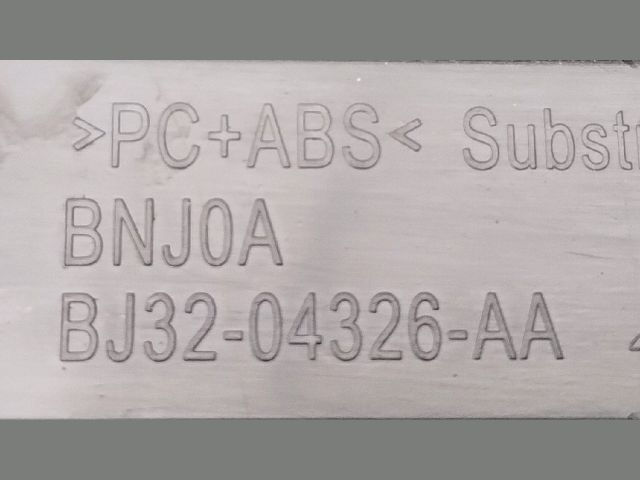 >PC+ABS< Substr
BNJ0A
BJ32-04326-AA